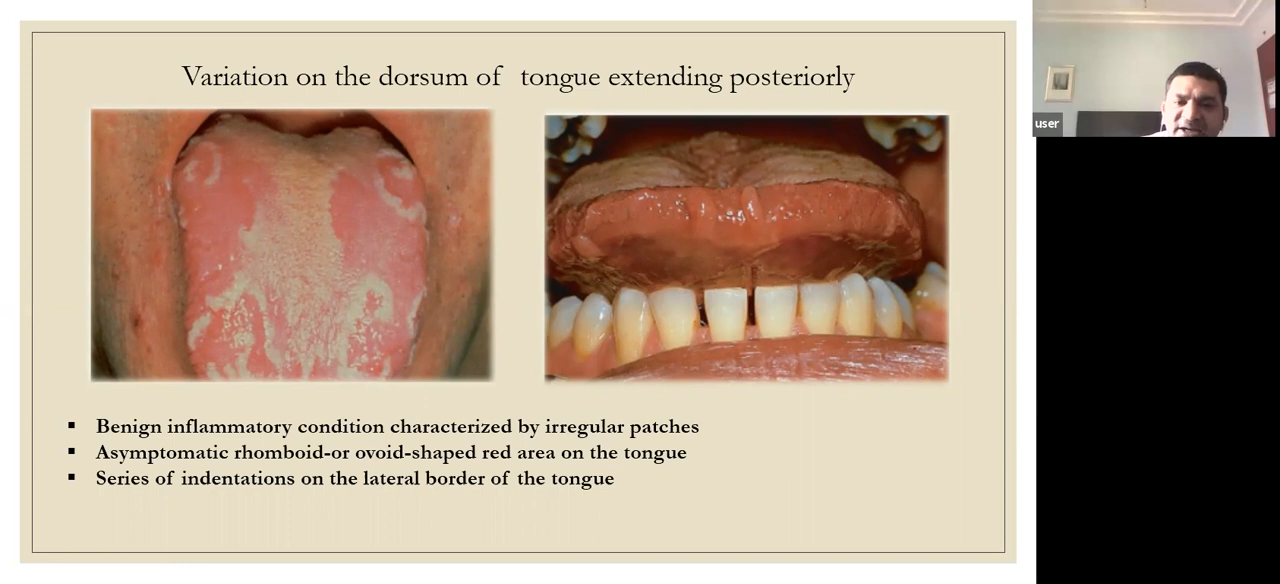 Variation on the dorsum of tongue extending posteriorly
▪ Benign inflammatory condition characterized by irregular patches
▪ Asymptomatic rhomboid-or ovoid-shaped red area on the tongue
▪ Series of indentations on the lateral border of the tongue
user